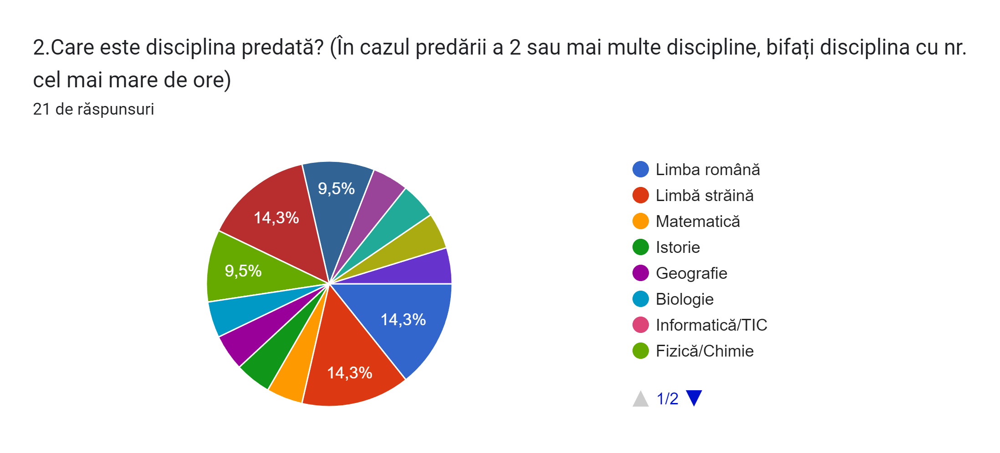 2.Care este disciplina predată? (În cazul predării a 2 sau mai multe discipline, bifați disciplina cu nr.
cel mai mare de ore)
21 de răspunsuri
9,5%
14,3%
9,5%
14,3%
14,3%
Limba română
Limbă străină
Matematică
Istorie
Geografie
Biologie
Informatică/TIC
Fizică/Chimie
1/2